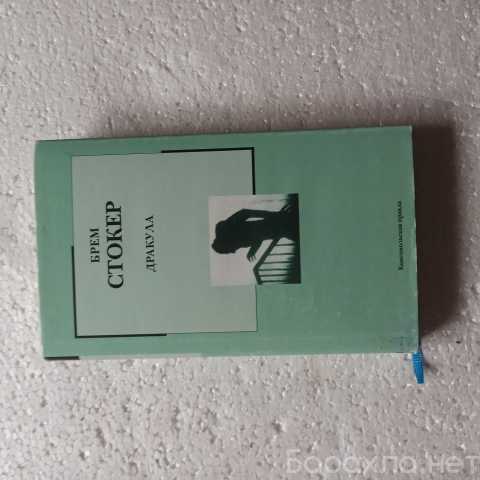 БРЕМ
СТОКЕР
ДРАКУЛА
Комсомольская правда
Барахла.нет